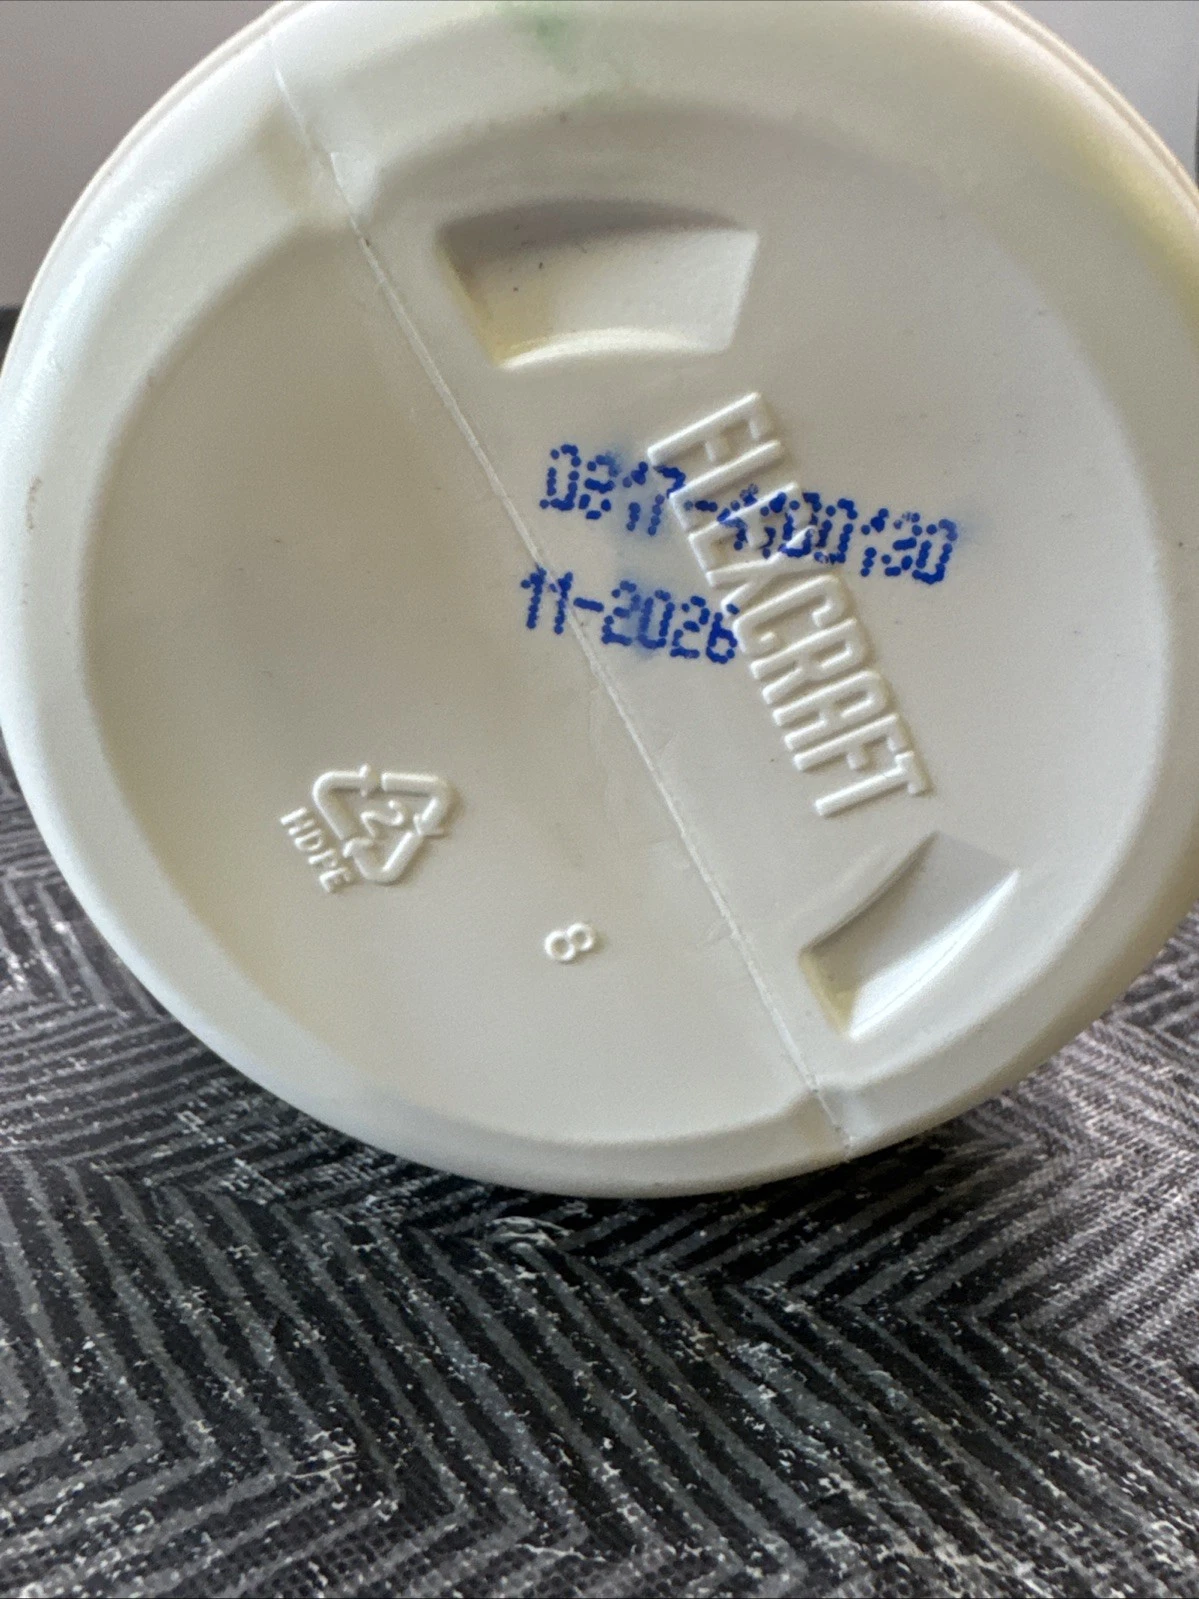 FLEXCRAFT
11-2026
2
HDPE
8